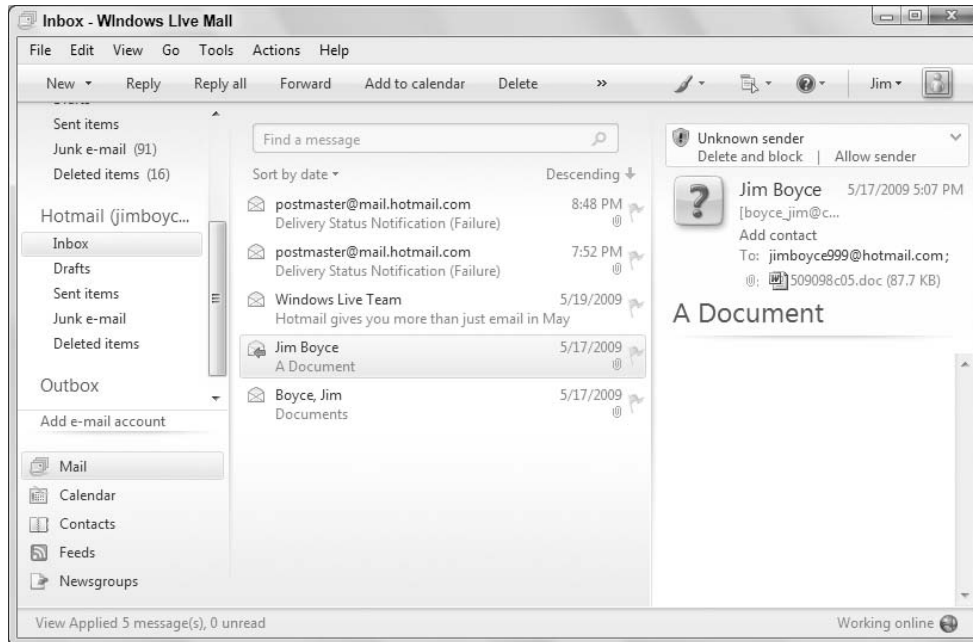 Inbox - Windows Live Mail
File Edit View Go Tools Actions Help
New Reply Reply all Forward Add to calendar Delete » Jim
Sent items
Junk e-mail (91)
Deleted items (16)
Hotmail (jimboyc...
Inbox
Drafts
Sent items
Junk e-mail
Deleted items
Outbox
Add e-mail account
Mail
Calendar
Contacts
Feeds
Newsgroups
Find a message
Sort by date Descending
postmaster@mail.hotmail.com 8:48 PM
Delivery Status Notification (Failure)
postmaster@mail.hotmail.com 7:52 PM
Delivery Status Notification (Failure)
Windows Live Team 5/19/2009
Hotmail gives you more than just email in May
Jim Boyce 5/17/2009
A Document
Boyce, Jim 5/17/2009
Documents
Unknown sender
Delete and block | Allow sender
Jim Boyce 5/17/2009 5:07 PM
[boyce_jim@c...
Add contact
To: jimboyce999@hotmail.com;
509098c05.doc (87.7 KB)
A Document
View Applied 5 message(s), 0 unread Working online